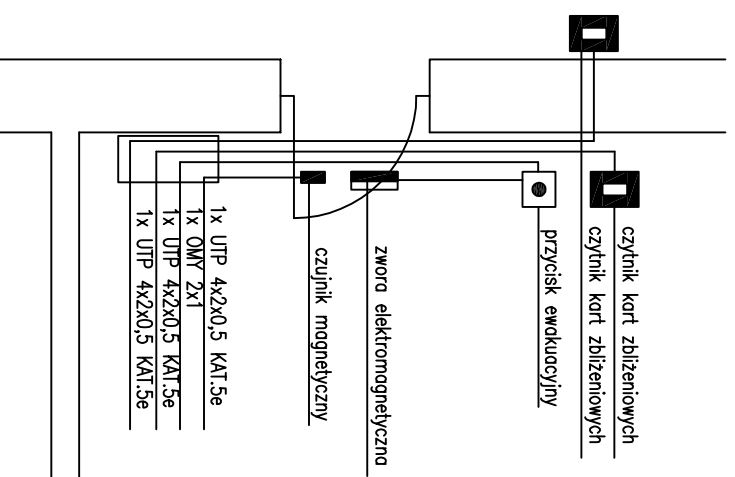 czytnik kart zbliżeniowych
czytnik kart zbliżeniowych
przycisk ewakuacyjny
zwora elektromagnetyczna
czujnik magnetyczny
1x UTP 4x2x0,5 KAT.5e
1x OMY 2x1
1x UTP 4x2x0,5 KAT.5e
1x UTP 4x2x0,5 KAT.5e